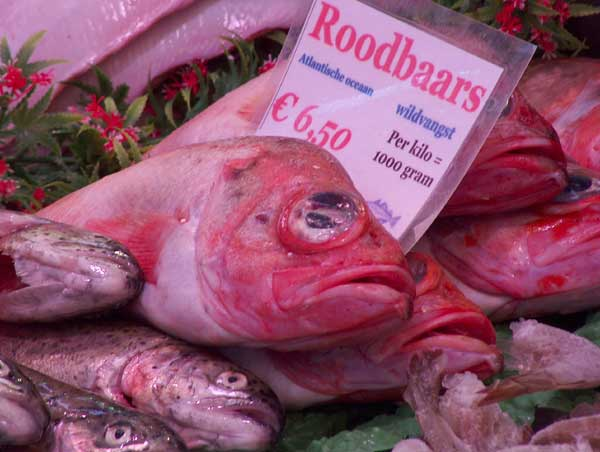 Roodbaars
Atlantische oceaan
wildvangst
€ 6,50
Per kilo =
1000 gram